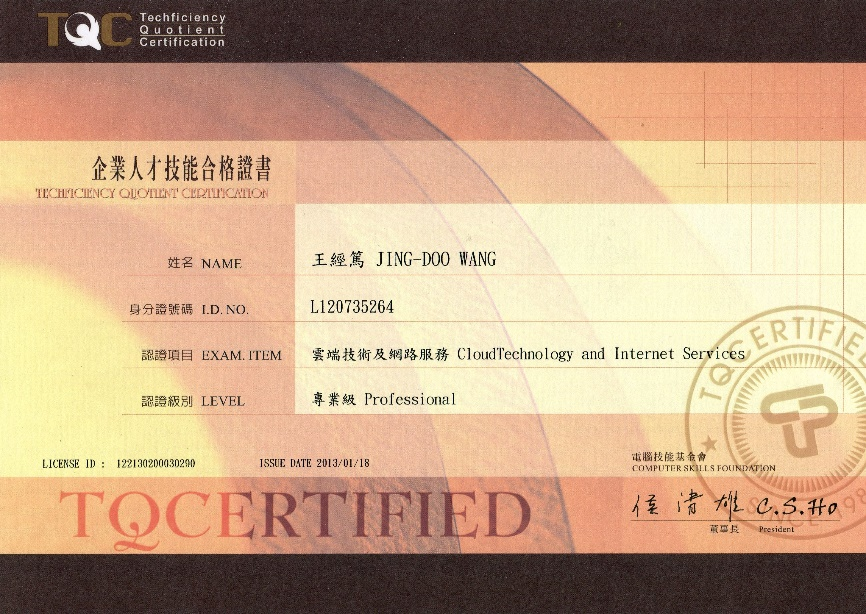 TQC Techficiency
Quotient
Certification
企業人才技能合格證書
TECHFICIENCY QUOTIENT CERTIFICATION
姓名 NAME 王經篤 JING-DOO WANG
身分證號碼 I.D. NO. L120735264
認證項目 EXAM. ITEM 雲端技術及網路服務 CloudTechnology and Internet Services
認證級別 LEVEL 專業級 Professional
LICENSE ID : 122130200030290 ISSUE DATE 2013/01/18
電腦技能基金會
COMPUTER SKILLS FOUNDATION
TQCERTIFIED
侯清雄 C.S.Ho
董事長 President
TQCERTIFIE
SINCE 19